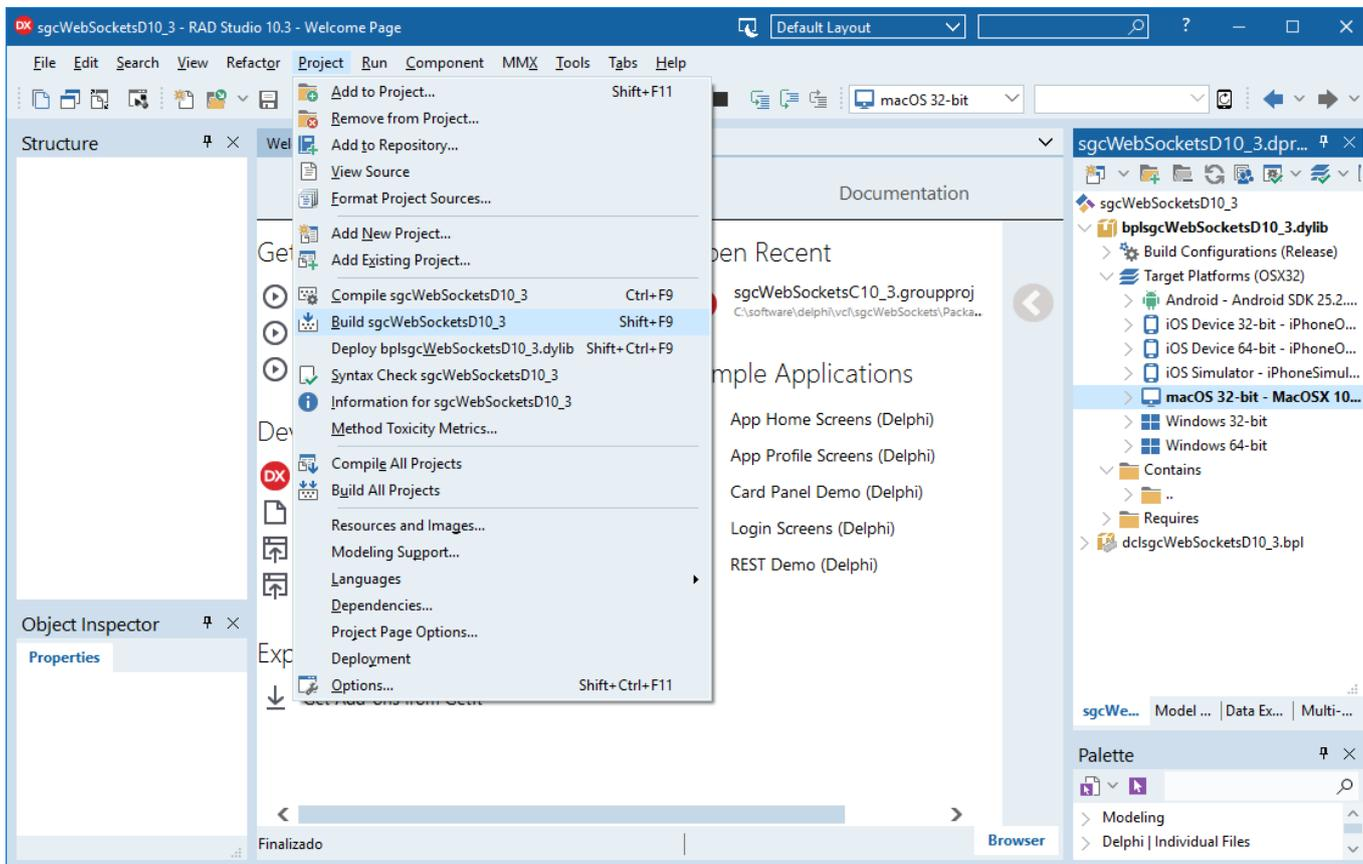 DX sgcWebSocketsD10_3 - RAD Studio 10.3 - Welcome Page
Default Layout
?
File Edit Search View Refactor Project Run Component MMX Tools Tabs Help
macOS 32-bit
Structure
Wel
Documentation
Get
Open Recent
sgcWebSocketsC10_3.groupproj
C:\software\delphi\vcl\sgcWebSockets\Packa..
mple Applications
App Home Screens (Delphi)
App Profile Screens (Delphi)
Card Panel Demo (Delphi)
Login Screens (Delphi)
REST Demo (Delphi)
Dev
DX
Exp
Add to Project... Shift+F11
Remove from Project...
Add to Repository...
View Source
Format Project Sources...
Add New Project...
Add Existing Project...
Compile sgcWebSocketsD10_3 Ctrl+F9
Build sgcWebSocketsD10_3 Shift+F9
Deploy bplsgcWebSocketsD10_3.dylib Shift+Ctrl+F9
Syntax Check sgcWebSocketsD10_3
Information for sgcWebSocketsD10_3
Method Toxicity Metrics...
Compile All Projects
Build All Projects
Resources and Images...
Modeling Support...
Languages
Dependencies...
Project Page Options...
Deployment
Options... Shift+Ctrl+F11
Object Inspector
Properties
Finalizado
Browser
sgcWebSocketsD10_3.dpr...
sgcWebSocketsD10_3
bplsgcWebSocketsD10_3.dylib
Build Configurations (Release)
Target Platforms (OSX32)
Android - Android SDK 25.2....
iOS Device 32-bit - iPhoneO...
iOS Device 64-bit - iPhoneO...
iOS Simulator - iPhoneSimul...
macOS 32-bit - MacOSX 10...
Windows 32-bit
Windows 64-bit
Contains
..
Requires
dclsgcWebSocketsD10_3.bpl
sgcWe... Model ... Data Ex... Multi-...
Palette
Modeling
Delphi | Individual Files